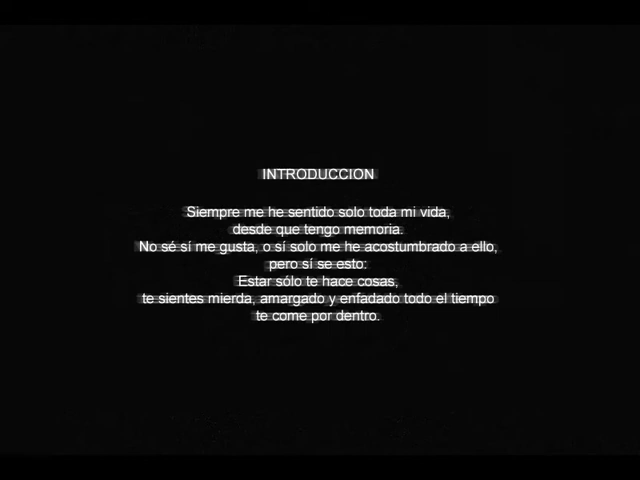 INTRODUCCION
Siempre me he sentido solo toda mi vida,
desde que tengo memoria.
No sé sí me gusta, o sí solo me he acostumbrado a ello,
pero sí se esto:
Estar sólo te hace cosas,
te sientes mierda, amargado y enfadado todo el tiempo
te come por dentro.